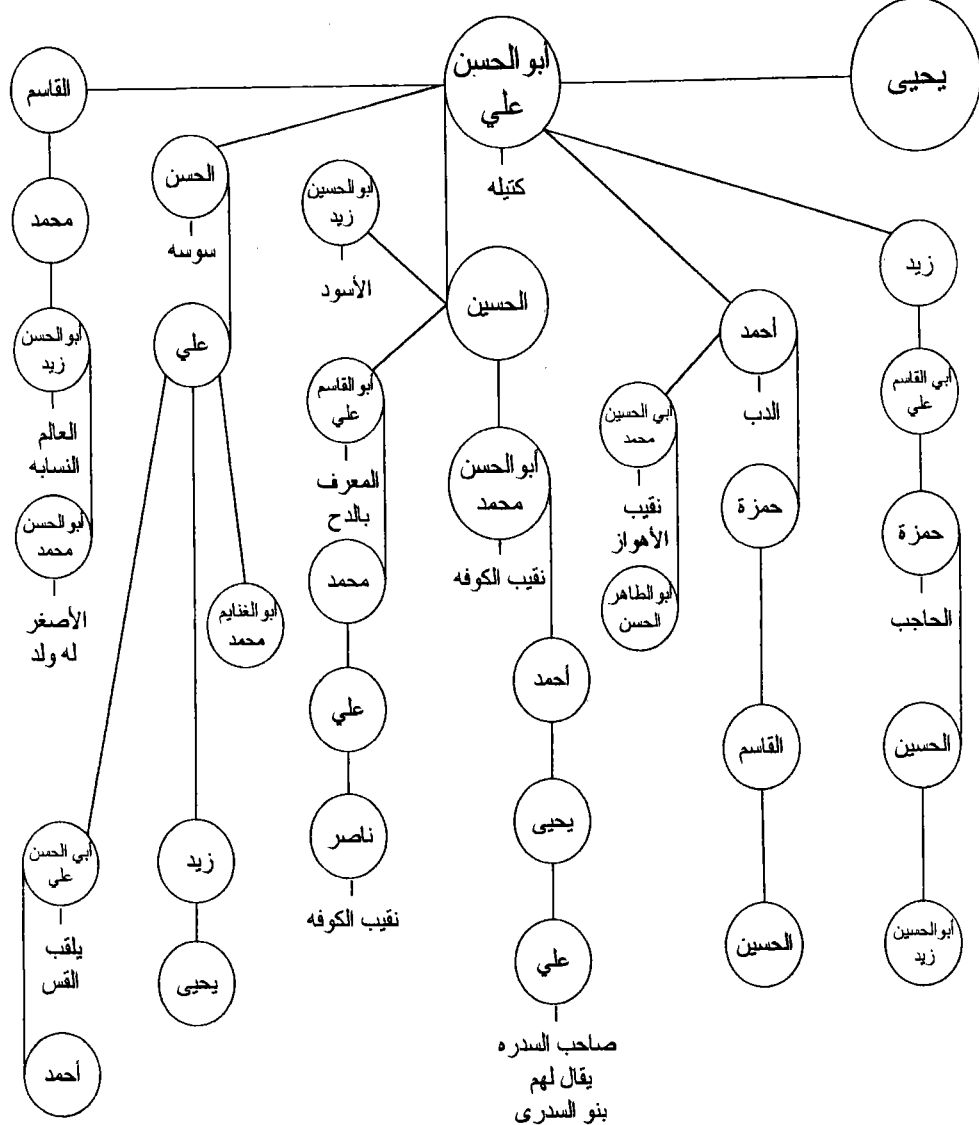 يحيى
أبو الحسن
علي
كتيله
زيد
أبي القاسم
علي
حمزة
الحاجب
الحسين
أبو الحسين
زيد
أحمد
الدب
حمزة
القاسم
الحسين
أبي الحسين
محمد
نقيب
الأهواز
أبو الطاهر
الحسن
الحسين
أبو الحسن
محمد
نقيب الكوفه
أحمد
يحيى
علي
صاحب السدره
يقال لهم
بنو السدرى
أبو الحسين
زيد
الأسود
أبو القاسم
علي
المعرف
بالدح
محمد
علي
ناصر
نقيب الكوفه
الحسن
سوسه
علي
أبو الغنايم
محمد
زيد
يحيى
أبي الحسن
علي
يلقب
القس
أحمد
القاسم
محمد
أبو الحسن
زيد
العالم
النسابه
أبو الحسن
محمد
الأصغر
له ولد